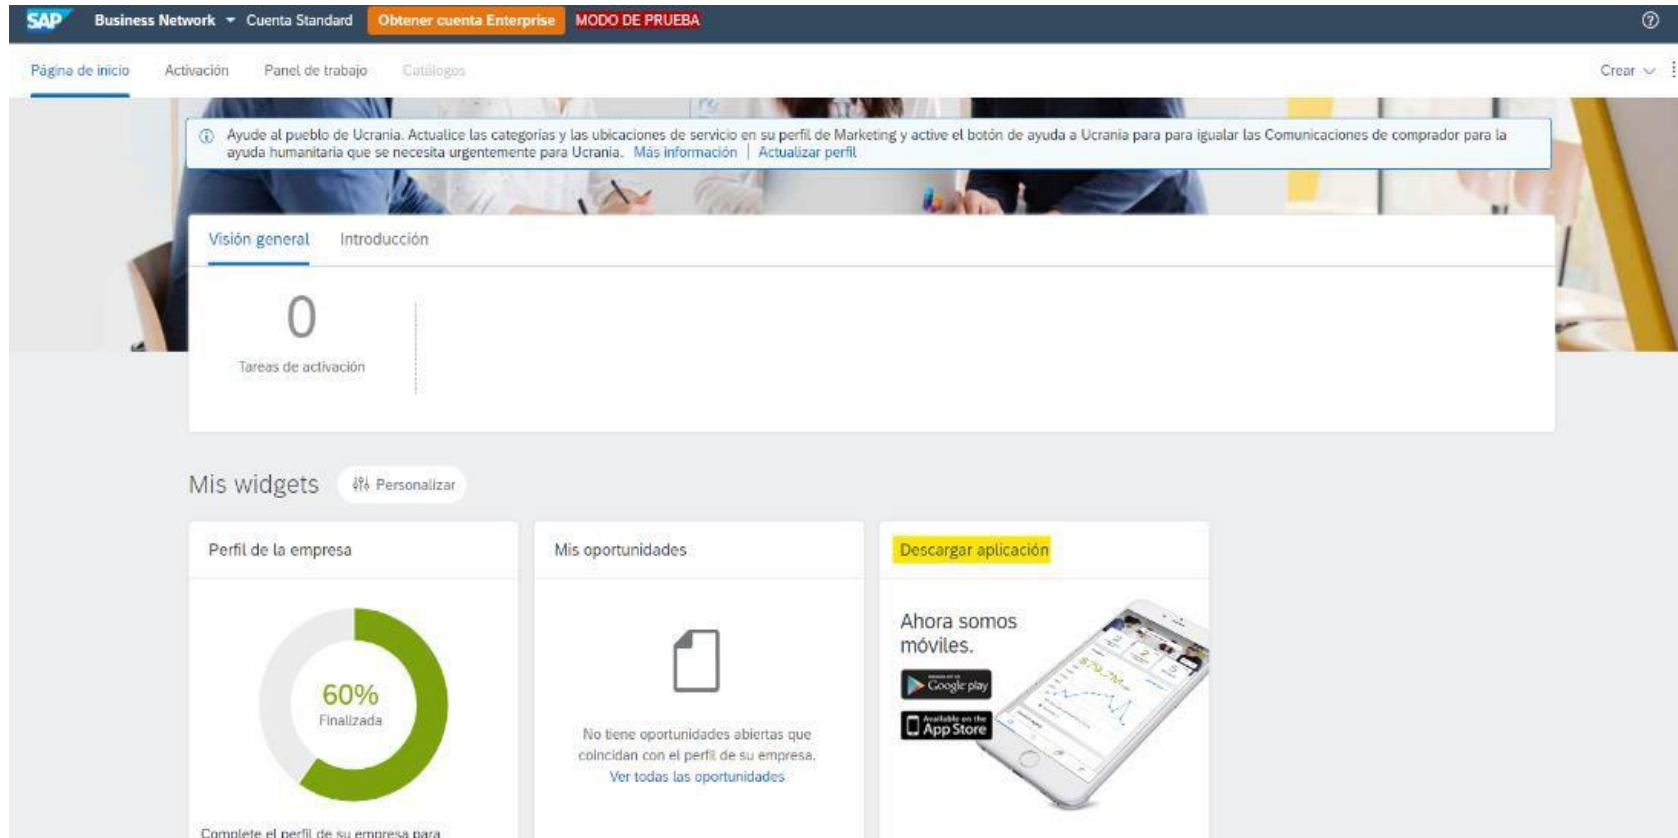 SAP Business Network Cuenta Standard Obtener cuenta Enterprise MODO DE PRUEBA
Página de inicio Activación Panel de trabajo Catálogos Crear
Ayude al pueblo de Ucrania. Actualice las categorías y las ubicaciones de servicio en su perfil de Marketing y active el botón de ayuda a Ucrania para para igualar las Comunicaciones de comprador para la
ayuda humanitaria que se necesita urgentemente para Ucrania. Más información | Actualizar perfil
Visión general Introducción
0
Tareas de activación
Mis widgets Personalizar
Perfil de la empresa
60%
Finalizada
Complete el perfil de su empresa para
Mis oportunidades
No tiene oportunidades abiertas que
coincidan con el perfil de su empresa.
Ver todas las oportunidades
Descargar aplicación
Ahora somos
móviles.
Google play
Available on the
App Store